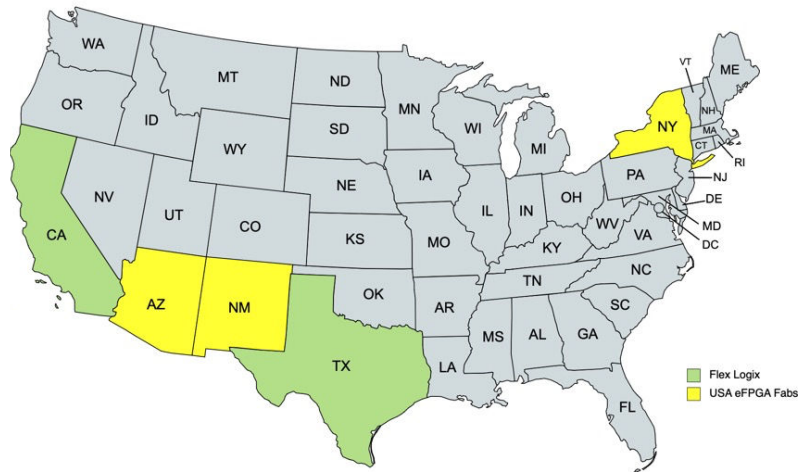 WA
MT
ND
MN
VT
ME
OR
ID
SD
WI
MI
NY
NH
MA
CT
RI
WY
IA
PA
NJ
NV
NE
IL
IN
OH
DE
UT
CO
WV
MD
DC
CA
KS
MO
KY
VA
AZ
NM
OK
AR
TN
NC
SC
MS
AL
GA
TX
LA
FL
Flex Logix
USA eFPGA Fabs